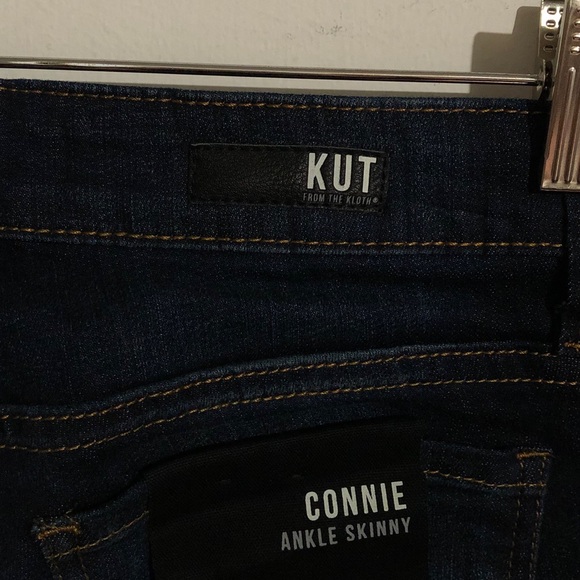 KUT
FROM THE KLOTH®
CONNIE
ANKLE SKINNY